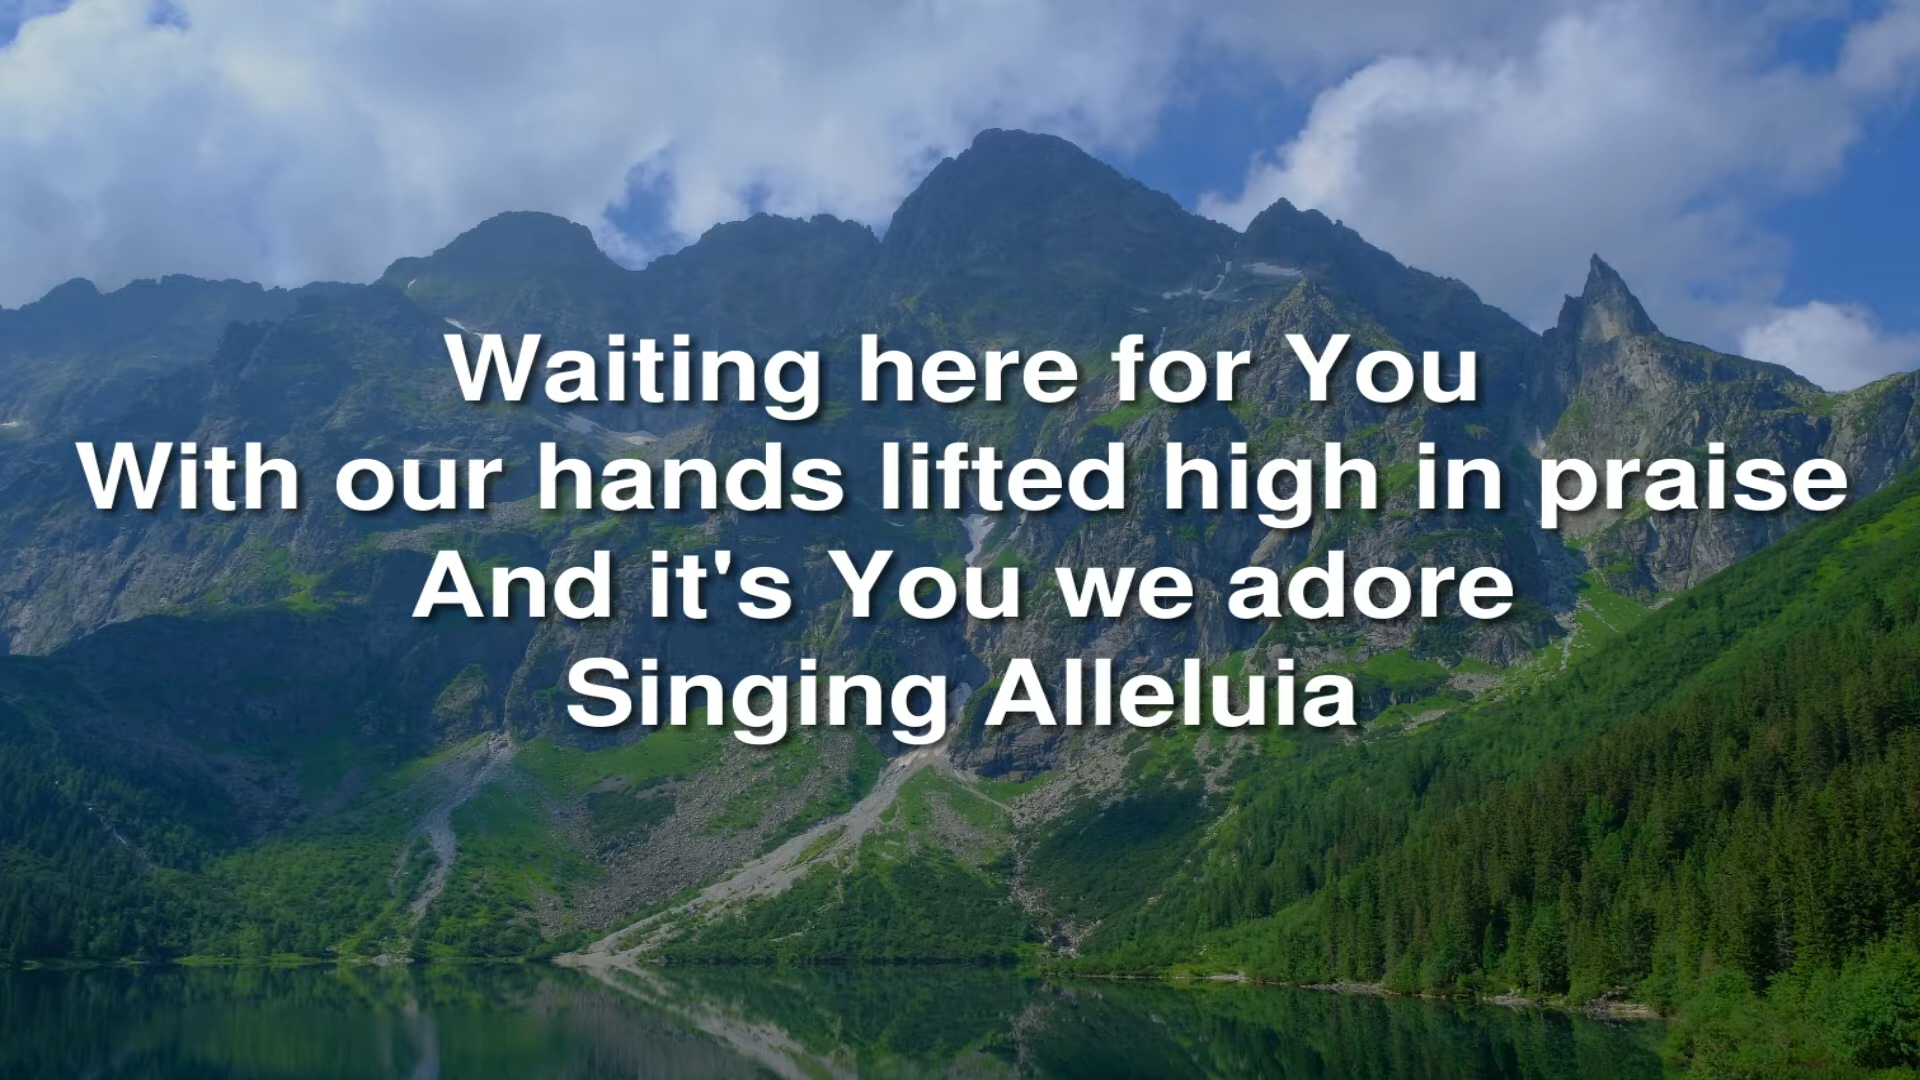 Waiting here for You
With our hands lifted high in praise
And it's You we adore
Singing Alleluia